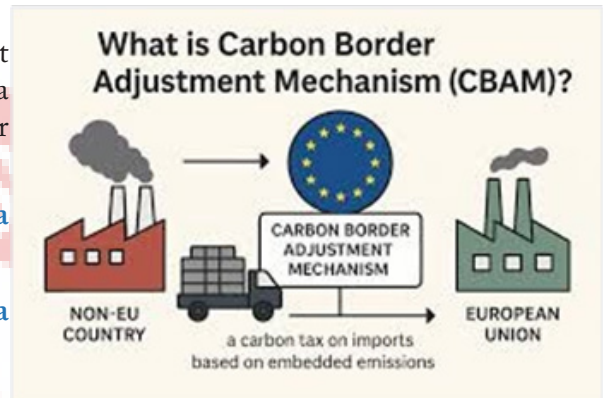 What is Carbon Border
Adjustment Mechanism (CBAM)?
CARBON BORDER
ADJUSTMENT
MECHANISM
NON-EU
COUNTRY
EUROPEAN
UNION
a carbon tax on imports
based on embedded emissions